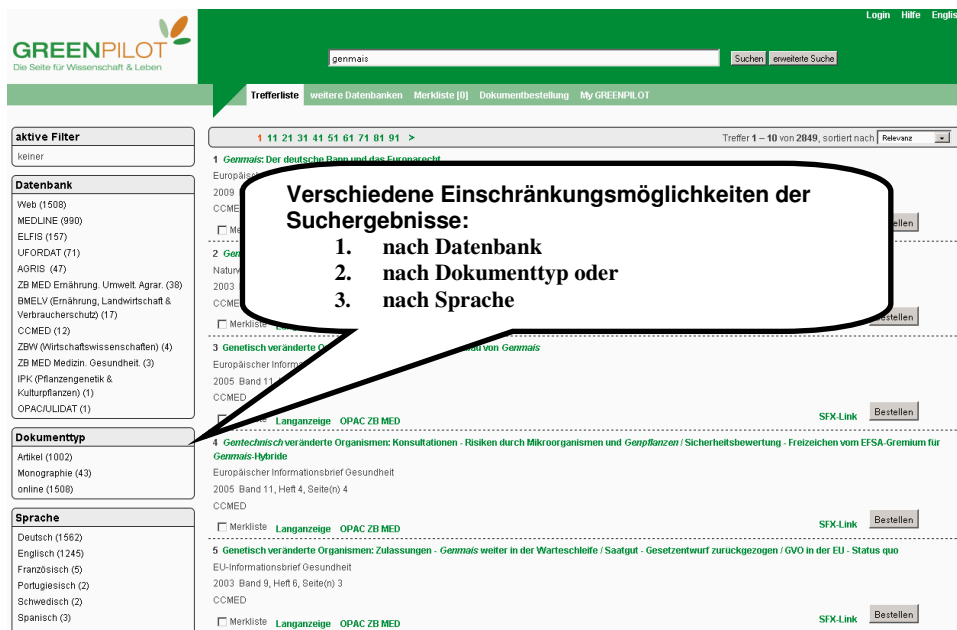 Login Hilfe Englis
GREENPILOT
Die Seite für Wissenschaft & Leben
genmais
Suchen erweiterte Suche
Trefferliste weitere Datenbanken Merkliste [0] Dokumentbestellung My GREENPILOT
aktive Filter
keiner
Datenbank
Web (1508)
MEDLINE (990)
ELFIS (157)
UFORDAT (71)
AGRIS (47)
ZB MED Ernährung. Umwelt. Agrar. (38)
BMELV (Ernährung, Landwirtschaft &
Verbraucherschutz) (17)
CCMED (12)
ZBW (Wirtschaftswissenschaften) (4)
ZB MED Medizin. Gesundheit. (3)
IPK (Pflanzengenetik &
Kulturpflanzen) (1)
OPAC/ULIDAT (1)
Dokumenttyp
Artikel (1002)
Monographie (43)
online (1508)
Sprache
Deutsch (1562)
Englisch (1245)
Französisch (5)
Portugiesisch (2)
Schwedisch (2)
Spanisch (3)
1 11 21 31 41 51 61 71 81 91 >
Treffer 1 – 10 von 2849, sortiert nach Relevanz
1 Genmais: Der deutsche Bann und das Europarecht
2009
Verschiedene Einschränkungsmöglichkeiten der
Suchergebnisse:
1. nach Datenbank
2. nach Dokumenttyp oder
3. nach Sprache
2
2003
Merkliste
3 Genetisch veränderte von Genmais
2005 Band 11
CCMED
Langanzeige OPAC ZB MED
SFX-Link Bestellen
4 Gentechnisch veränderte Organismen: Konsultationen - Risiken durch Mikroorganismen und Genpflanzen / Sicherheitsbewertung - Freizeichen vom EFSA-Gremium für
Genmais-Hybride
Europäischer Informationsbrief Gesundheit
2005 Band 11, Heft 4, Seite(n) 4
CCMED
Merkliste Langanzeige OPAC ZB MED
SFX-Link Bestellen
5 Genetisch veränderte Organismen: Zulassungen - Genmais weiter in der Warteschleife / Saatgut - Gesetzentwurf zurückgezogen / GVO in der EU - Status quo
EU-Informationsbrief Gesundheit
2003 Band 9, Heft 6, Seite(n) 3
CCMED
Merkliste Langanzeige OPAC ZB MED
SFX-Link Bestellen